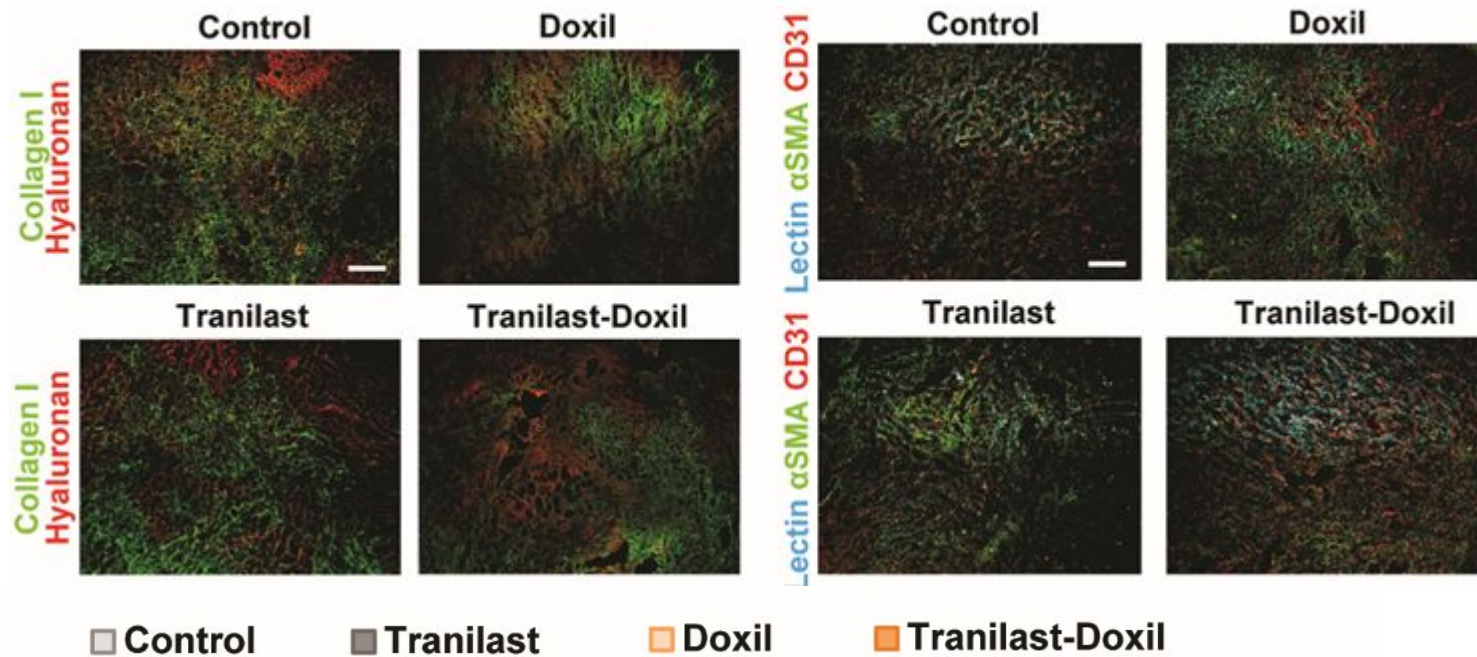 Control
Doxil
Collagen I
Hyaluronan
Tranilast
Tranilast-Doxil
Collagen I
Hyaluronan
Control
Doxil
Lectin αSMA CD31
Tranilast
Tranilast-Doxil
Lectin αSMA CD31
Control Tranilast Doxil Tranilast-Doxil